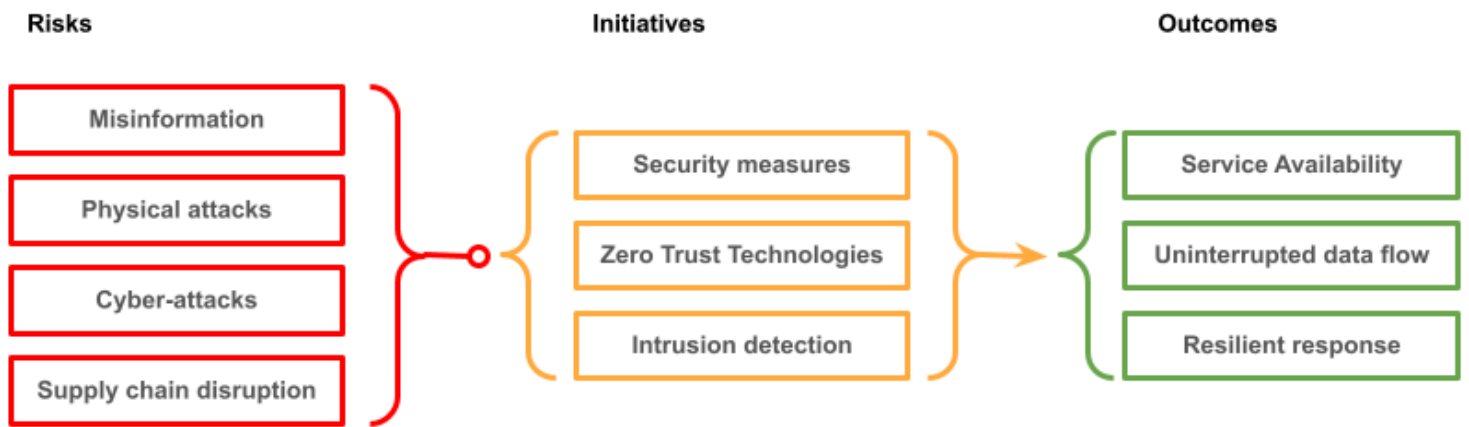 Risks
Initiatives
Outcomes
Misinformation
Physical attacks
Cyber-attacks
Supply chain disruption
Security measures
Zero Trust Technologies
Intrusion detection
Service Availability
Uninterrupted data flow
Resilient response